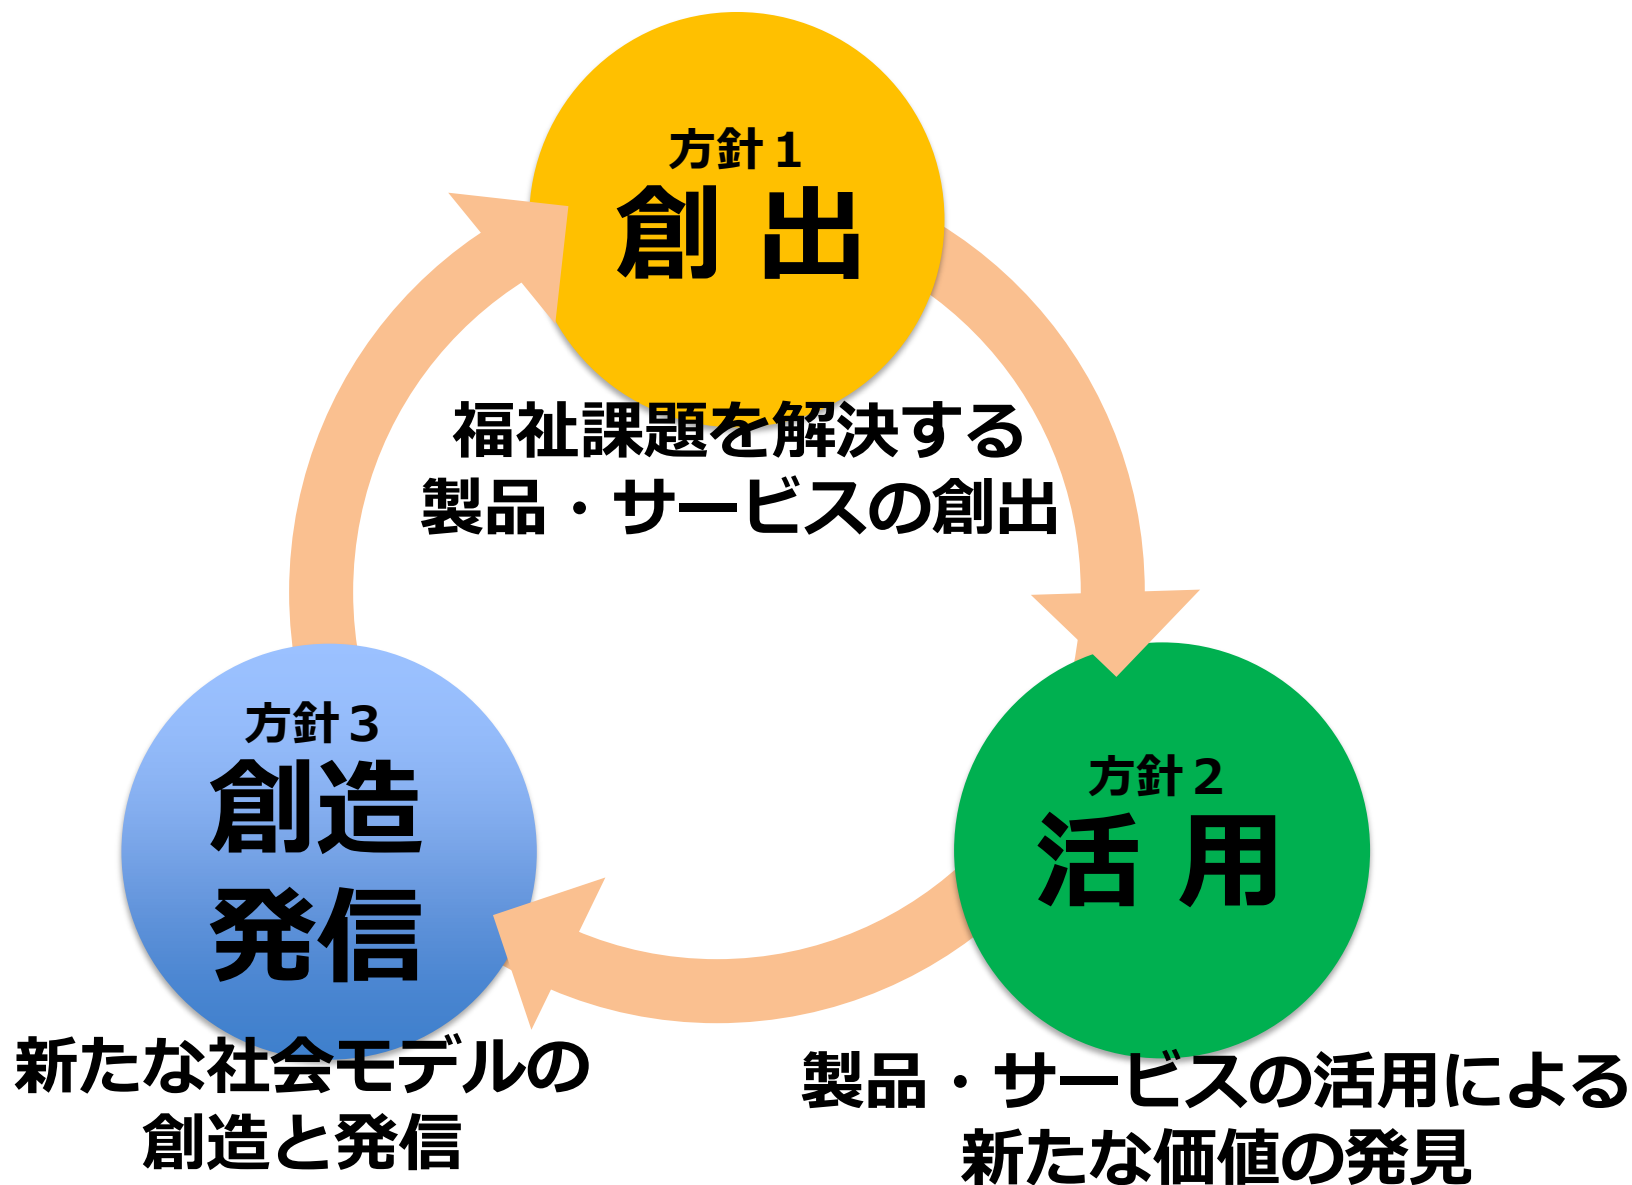 方針１
創 出
福祉課題を解決する
製品・サービスの創出
方針２
活 用
製品・サービスの活用による
新たな価値の発見
方針３
創造
発信
新たな社会モデルの
創造と発信